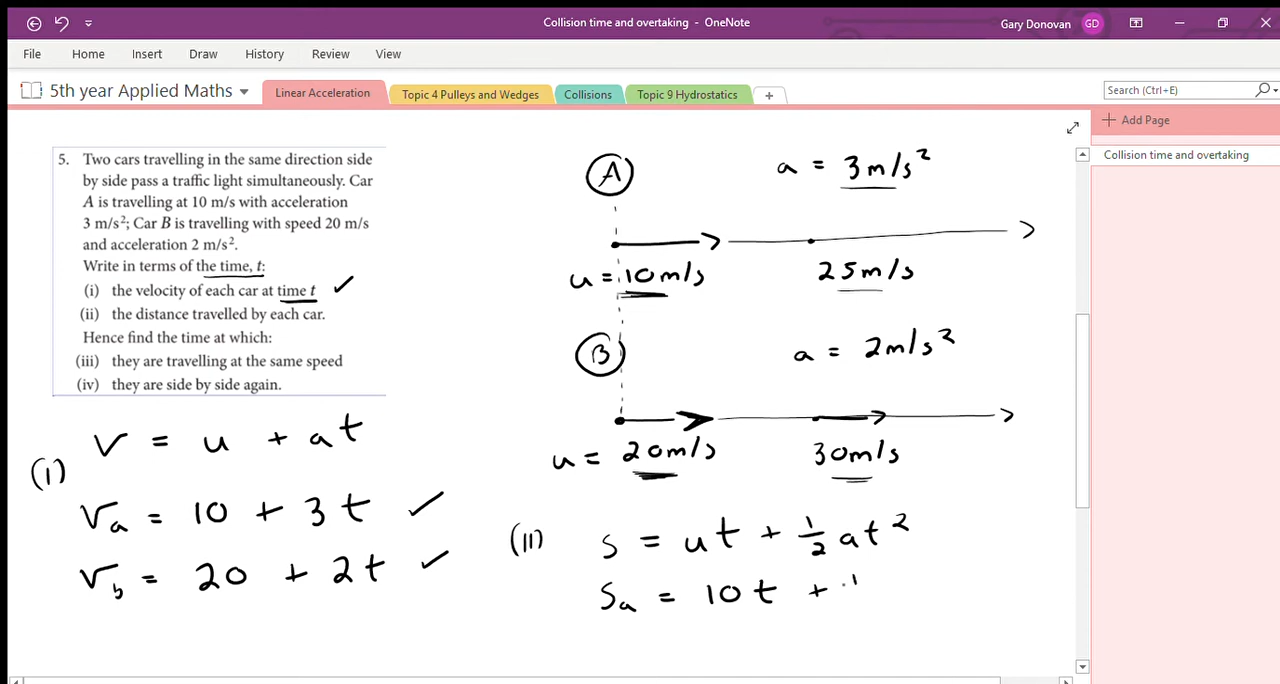 Collision time and overtaking - OneNote
Gary Donovan GD
File Home Insert Draw History Review View
5th year Applied Maths
Linear Acceleration
Topic 4 Pulleys and Wedges
Collisions
Topic 9 Hydrostatics
+
Search (Ctrl+E)
+ Add Page
Collision time and overtaking
5. Two cars travelling in the same direction side
by side pass a traffic light simultaneously. Car
A is travelling at 10 m/s with acceleration
3 m/s²; Car B is travelling with speed 20 m/s
and acceleration 2 m/s².
Write in terms of the time, t:
(i) the velocity of each car at time t ✓
(ii) the distance travelled by each car.
Hence find the time at which:
(iii) they are travelling at the same speed
(iv) they are side by side again.
A
a = 3m/s²
u = 10m/s
25m/s
B
a = 2m/s²
u = 20m/s
30m/s
(I)
v = u + at
Va = 10 + 3t ✓
Vb = 20 + 2t ✓
(II)
s = ut + ½at²
Sa = 10t +